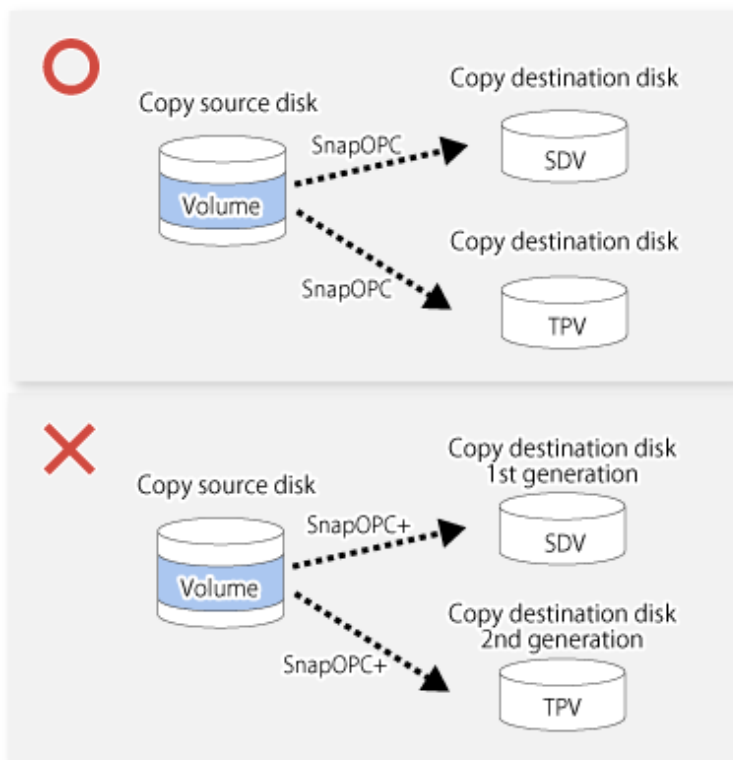 Copy destination disk
Copy source disk
SnapOPC
SDV
Volume
Copy destination disk
SnapOPC
TPV
Copy destination disk
1st generation
Copy source disk
SnapOPC+
SDV
Volume
Copy destination disk
2nd generation
SnapOPC+
TPV